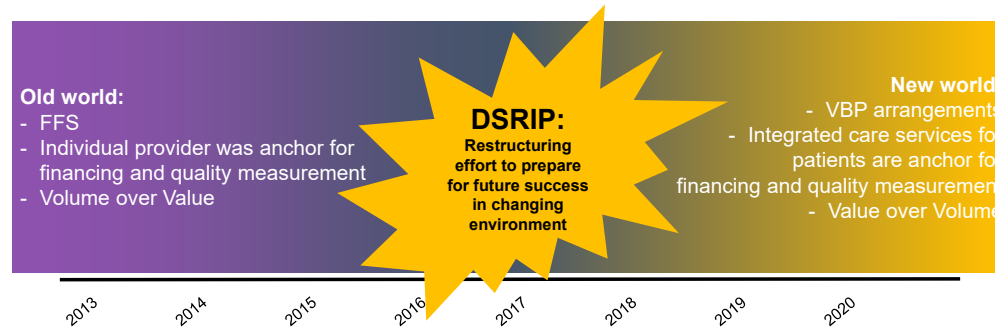 Old world:
- FFS
- Individual provider was anchor for
financing and quality measurement
- Volume over Value
DSRIP:
Restructuring
effort to prepare
for future success
in changing
environment
New world
- VBP arrangements
- Integrated care services fo
patients are anchor fo
financing and quality measuremen
- Value over Volume
2013
2014
2015
2016
2017
2018
2019
2020